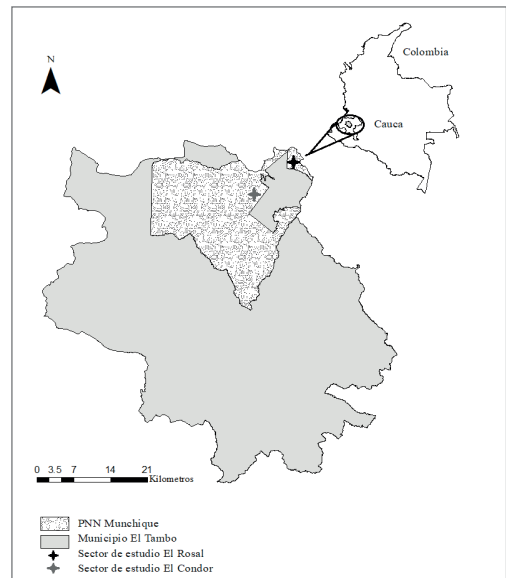 N
Colombia
Cauca
N
0 3.5 7 14 21
Kilometros
PNN Munchique
Municipio El Tambo
Sector de estudio El Rosal
Sector de estudio El Condor